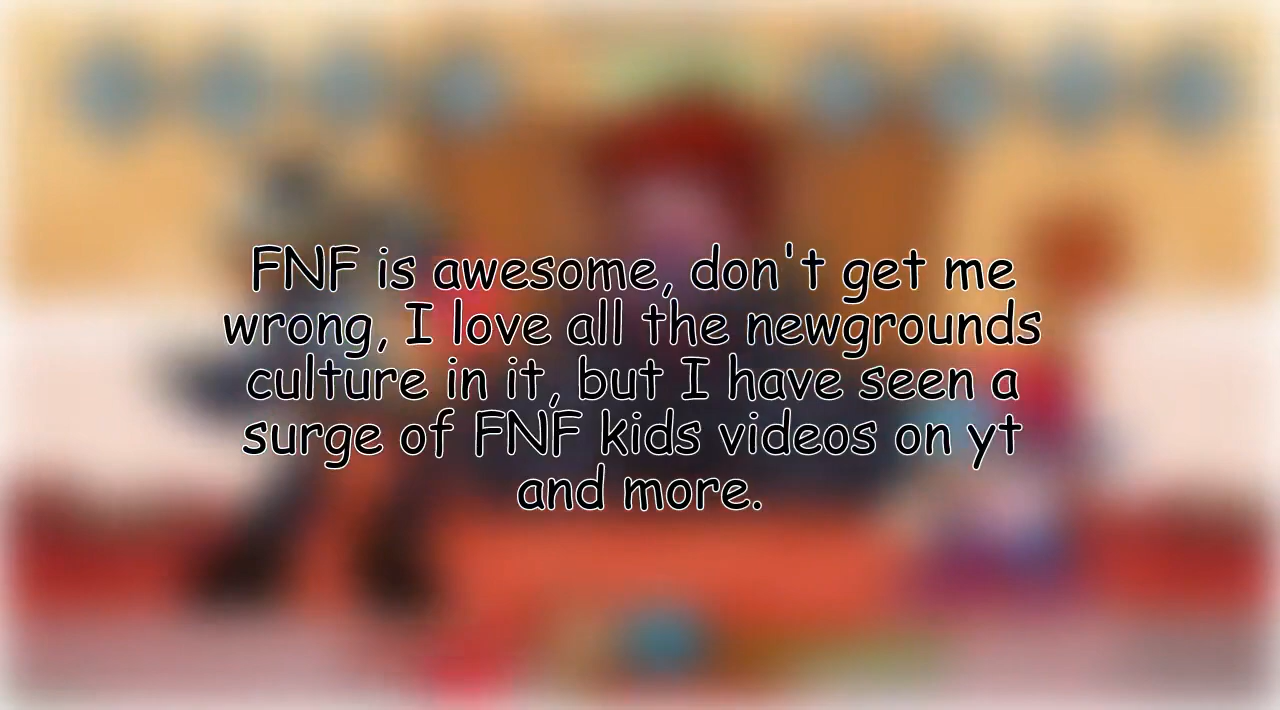 FNF is awesome, don't get me
wrong, I love all the newgrounds
culture in it, but I have seen a
surge of FNF kids videos on yt
and more.